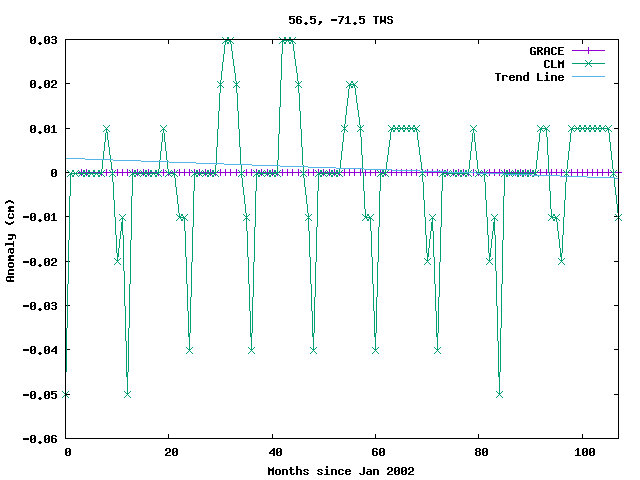 56.5, -71.5 TWS
GRACE
CLM
Trend Line
0.03
0.02
0.01
0
-0.01
-0.02
-0.03
-0.04
-0.05
-0.06
Anomaly (cm)
0 20 40 60 80 100
Months since Jan 2002